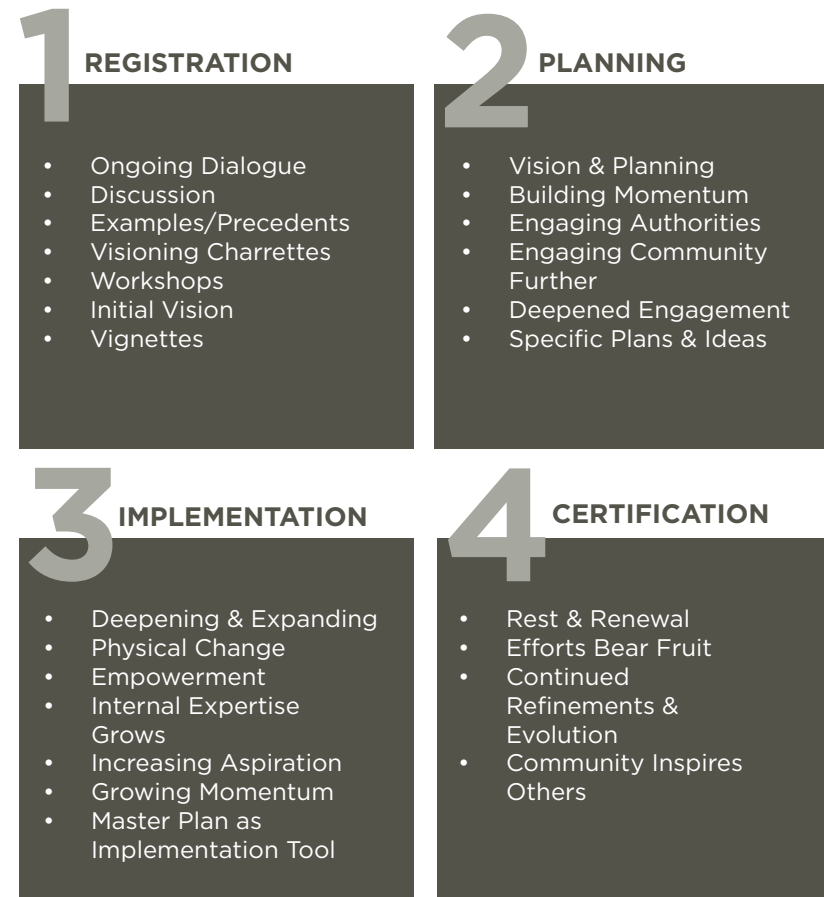 1 REGISTRATION
• Ongoing Dialogue
• Discussion
• Examples/Precedents
• Visioning Charrettes
• Workshops
• Initial Vision
• Vignettes
2 PLANNING
• Vision & Planning
• Building Momentum
• Engaging Authorities
• Engaging Community
Further
• Deepened Engagement
• Specific Plans & Ideas
3 IMPLEMENTATION
• Deepening & Expanding
• Physical Change
• Empowerment
• Internal Expertise
Grows
• Increasing Aspiration
• Growing Momentum
• Master Plan as
Implementation Tool
4 CERTIFICATION
• Rest & Renewal
• Efforts Bear Fruit
• Continued
Refinements &
Evolution
• Community Inspires
Others